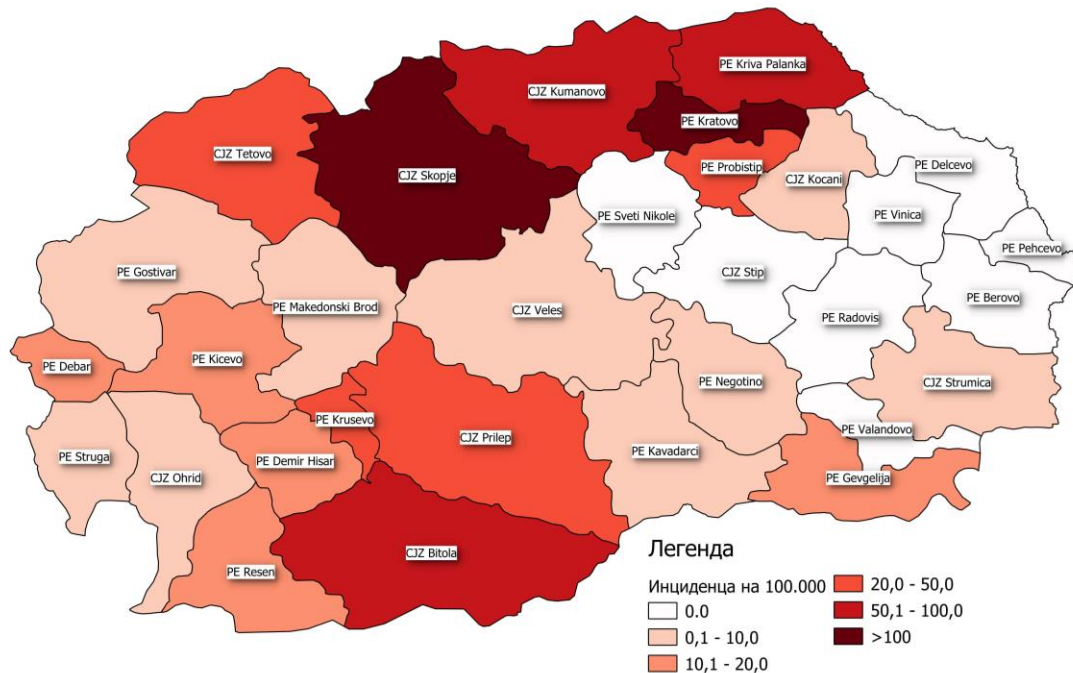 PE Kriva Palanka
CJZ Kumanovo
PE Kratovo
CJZ Tetovo
PE Probistip
PE Delcevo
CJZ Skopje
CJZ Kocani
PE Sveti Nikole
PE Vinica
PE Pehcevo
PE Gostivar
CJZ Stip
PE Berovo
PE Makedonski Brod
CJZ Veles
PE Radovis
PE Kicevo
PE Debar
PE Negotino
CJZ Strumica
PE Krusevo
PE Valandovo
CJZ Prilep
PE Kavadarci
PE Struga
PE Demir Hisar
CJZ Ohrid
PE Gevgelija
CJZ Bitola
PE Resen
Легенда
Инциденца на 100.000
0.0
0,1 - 10,0
10,1 - 20,0
20,0 - 50,0
50,1 - 100,0
>100